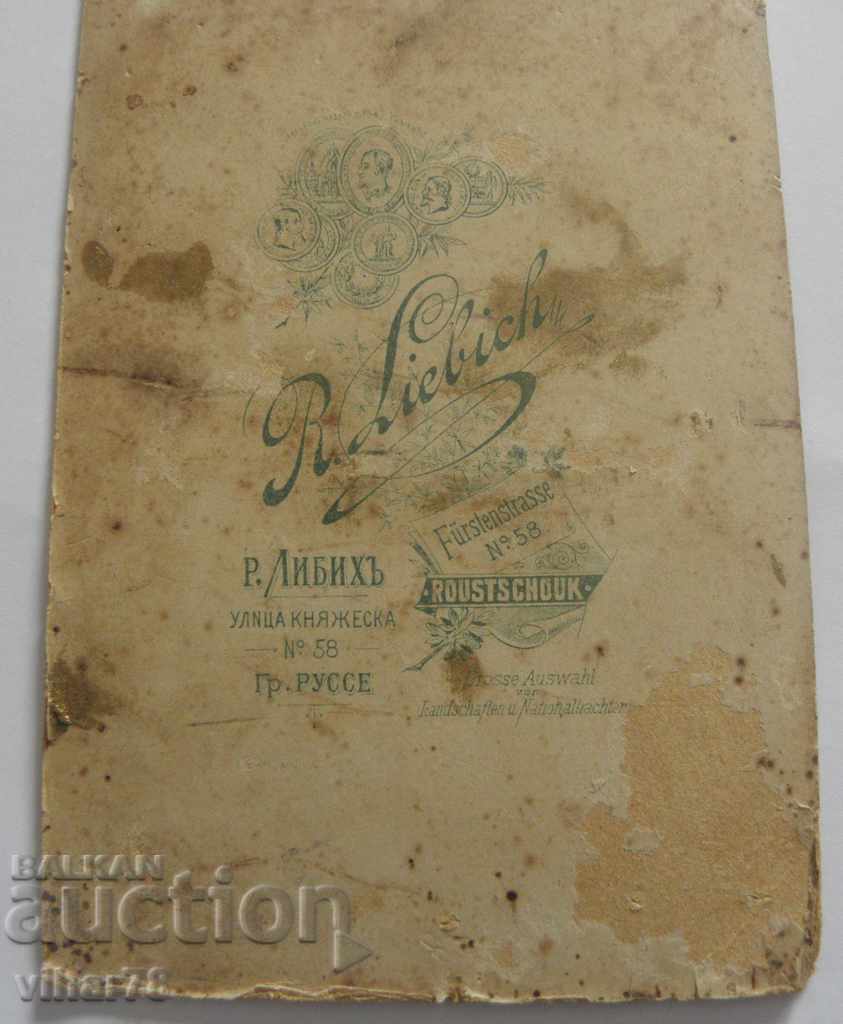 R. Liebich
Fürstenstrasse
No 58
ROUSTSCHOUK
Р. ЛИБИХЪ
УЛИЦА КНЯЖЕСКА
No 58
ГР. РУССЕ
Grosse Auswahl
von
Landschaften u. Nationaltrachten
BALKAN
auction
vihar78